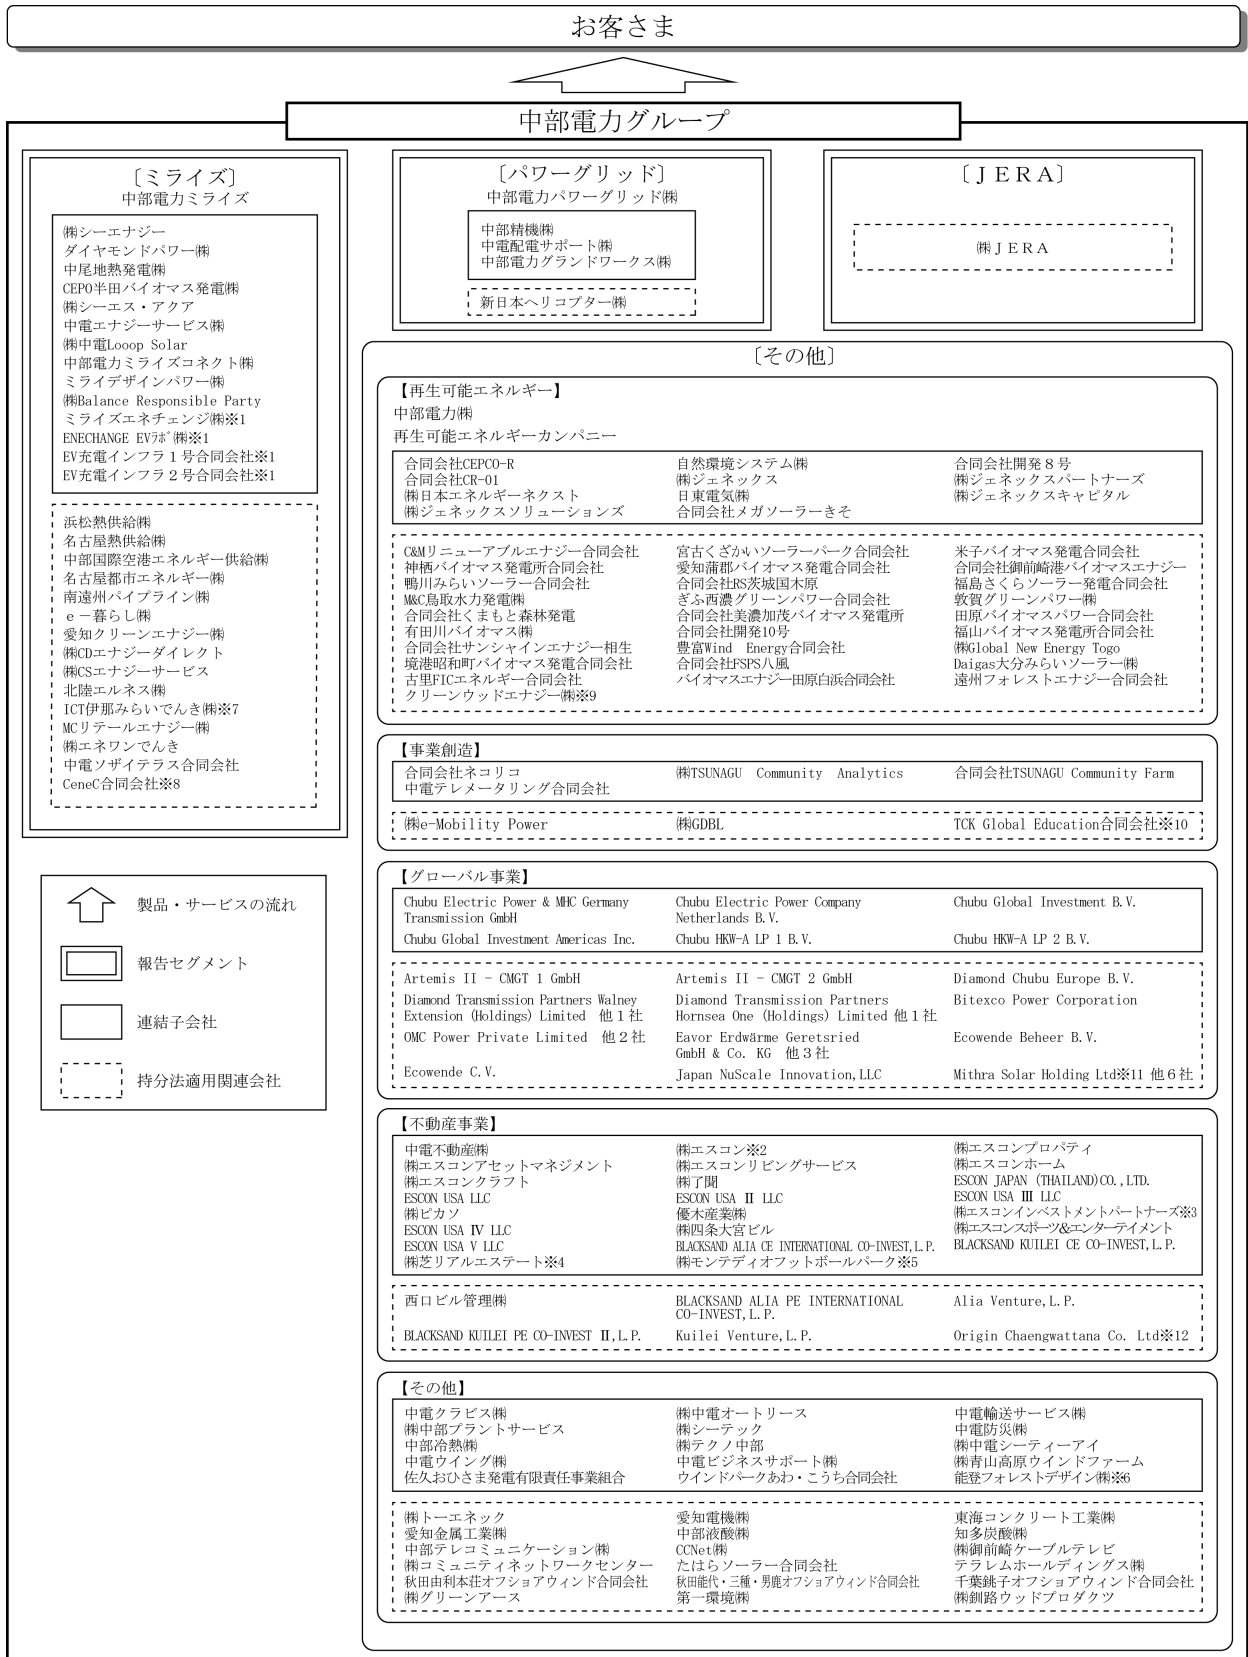 お客さま
中部電力グループ
〔ミライズ〕
中部電力ミライズ
㈱シーエナジー
ダイヤモンドパワー㈱
中尾地熱発電㈱
CEPO半田バイオマス発電㈱
㈱シーエス・アクア
中電エナジーサービス㈱
㈱中電Looop Solar
中部電力ミライズコネクト㈱
ミライデザインパワー㈱
㈱Balance Responsible Party
ミライズエネチェンジ㈱※1
ENECHANGE EVﾗﾎﾞ㈱※1
EV充電インフラ１号合同会社※1
EV充電インフラ２号合同会社※1
浜松熱供給㈱
名古屋熱供給㈱
中部国際空港エネルギー供給㈱
名古屋都市エネルギー㈱
南遠州パイプライン㈱
ｅ－暮らし㈱
愛知クリーンエナジー㈱
㈱CDエナジーダイレクト
㈱CSエナジーサービス
北陸エルネス㈱
ICT伊那みらいでんき㈱※7
MCリテールエナジー㈱
㈱エネワンでんき
中電ソザイテラス合同会社
CeneC合同会社※8
製品・サービスの流れ
報告セグメント
連結子会社
持分法適用関連会社
〔パワーグリッド〕
中部電力パワーグリッド㈱
中部精機㈱
中電配電サポート㈱
中部電力グランドワークス㈱
新日本ヘリコプター㈱
〔ＪＥＲＡ〕
㈱ＪＥＲＡ
〔その他〕
【再生可能エネルギー】
中部電力㈱
再生可能エネルギーカンパニー
合同会社CEPCO-R 自然環境システム㈱ 合同会社開発８号
合同会社CR-01 ㈱ジェネックス ㈱ジェネックスパートナーズ
㈱日本エネルギーネクスト 日東電気㈱ ㈱ジェネックスキャピタル
㈱ジェネックスソリューションズ 合同会社メガソーラーきそ
C&Mリニューアブルエナジー合同会社 宮古くざかいソーラーパーク合同会社 米子バイオマス発電合同会社
神栖バイオマス発電所合同会社 愛知蒲郡バイオマス発電合同会社 合同会社御前崎港バイオマスエナジー
鴨川みらいソーラー合同会社 合同会社RS茨城国木原 福島さくらソーラー発電合同会社
M&C鳥取水力発電㈱ ぎふ西濃グリーンパワー合同会社 敦賀グリーンパワー㈱
合同会社くまもと森林発電 合同会社美濃加茂バイオマス発電所 田原バイオマスパワー合同会社
有田川バイオマス㈱ 合同会社開発10号 福山バイオマス発電所合同会社
合同会社サンシャインエナジー相生 豊富Wind Energy合同会社 ㈱Global New Energy Togo
境港昭和町バイオマス発電合同会社 合同会社FSPS八風 Daigas大分みらいソーラー㈱
古里FICエネルギー合同会社 バイオマスエナジー田原白浜合同会社 遠州フォレストエナジー合同会社
クリーンウッドエナジー㈱※9
【事業創造】
合同会社ネコリコ ㈱TSUNAGU Community Analytics 合同会社TSUNAGU Community Farm
中電テレメータリング合同会社
㈱e-Mobility Power ㈱GDBL TCK Global Education合同会社※10
【グローバル事業】
Chubu Electric Power & MHC Germany Chubu Electric Power Company Chubu Global Investment B.V.
Transmission GmbH Netherlands B.V.
Chubu Global Investment Americas Inc. Chubu HKW-A LP 1 B.V. Chubu HKW-A LP 2 B.V.
Artemis II - CMGT 1 GmbH Artemis II - CMGT 2 GmbH Diamond Chubu Europe B.V.
Diamond Transmission Partners Walney Diamond Transmission Partners Bitexco Power Corporation
Extension (Holdings) Limited 他１社 Hornsea One (Holdings) Limited 他１社
OMC Power Private Limited 他２社 Eavor Erdwärme Geretsried Ecowende Beheer B.V.
GmbH & Co. KG 他３社
Ecowende C.V. Japan NuScale Innovation,LLC Mithra Solar Holding Ltd※11 他６社
【不動産事業】
中電不動産㈱ ㈱エスコン※2 ㈱エスコンプロパティ
㈱エスコンアセットマネジメント ㈱エスコンリビングサービス ㈱エスコンホーム
㈱エスコンクラフト ㈱了聞 ESCON JAPAN (THAILAND)CO.,LTD.
ESCON USA LLC ESCON USA Ⅱ LLC ESCON USA Ⅲ LLC
㈱ピカソ 優木産業㈱ ㈱エスコンインベストメントパートナーズ※3
ESCON USA Ⅳ LLC ㈱四条大宮ビル ㈱エスコンスポーツ&エンターテイメント
ESCON USA V LLC BLACKSAND ALIA CE INTERNATIONAL CO-INVEST,L.P. BLACKSAND KUILEI CE CO-INVEST,L.P.
㈱芝リアルエステート※4 ㈱モンテディオフットボールパーク※5
西口ビル管理㈱ BLACKSAND ALIA PE INTERNATIONAL Alia Venture,L.P.
CO-INVEST,L.P.
BLACKSAND KUILEI PE CO-INVEST Ⅱ,L.P. Kuilei Venture,L.P. Origin Chaengwattana Co. Ltd※12
【その他】
中電クラビス㈱ ㈱中電オートリース 中電輸送サービス㈱
㈱中部プラントサービス ㈱シーテック 中電防災㈱
中部冷熱㈱ ㈱テクノ中部 ㈱中電シーティーアイ
中電ウイング㈱ 中電ビジネスサポート㈱ ㈱青山高原ウインドファーム
佐久おひさま発電有限責任事業組合 ウインドパークあわ・こうち合同会社 能登フォレストデザイン㈱※6
㈱トーエネック 愛知電機㈱ 東海コンクリート工業㈱
愛知金属工業㈱ 中部液酸㈱ 知多炭酸㈱
中部テレコミュニケーション㈱ CCNet㈱ ㈱御前崎ケーブルテレビ
㈱コミュニティネットワークセンター たはらソーラー合同会社 テラレムホールディングス㈱
秋田由利本荘オフショアウィンド合同会社 秋田能代・三種・男鹿オフショアウィンド合同会社 千葉銚子オフショアウィンド合同会社
㈱グリーンアース 第一環境㈱ ㈱釧路ウッドプロダクツ